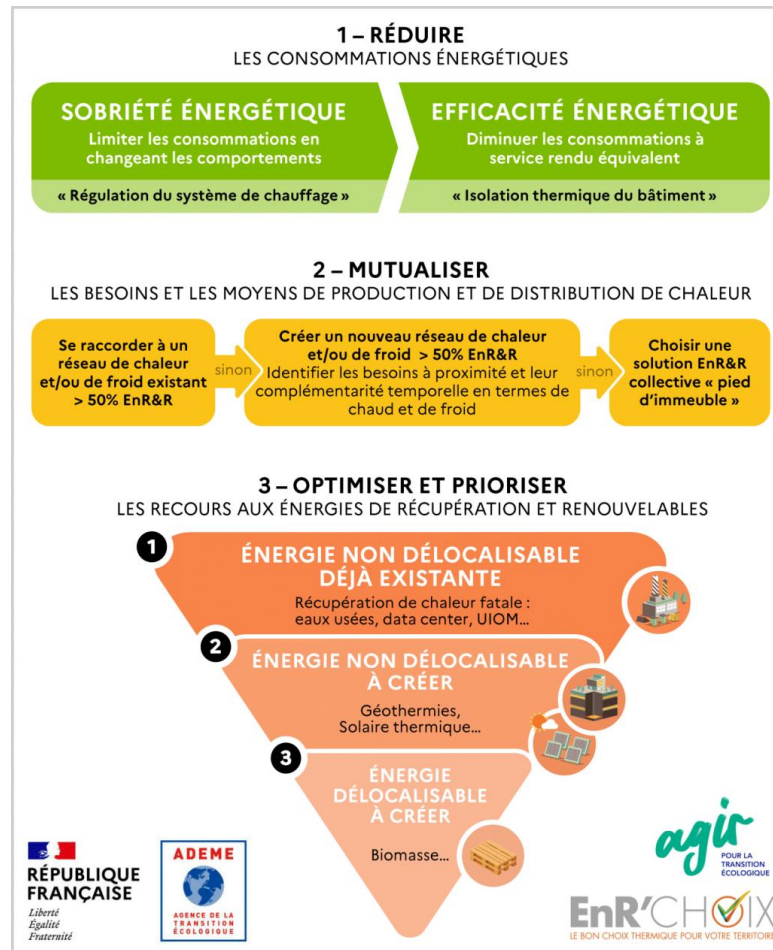 1 – RÉDUIRE
LES CONSOMMATIONS ÉNERGÉTIQUES
SOBRIÉTÉ ÉNERGÉTIQUE
Limiter les consommations en
changeant les comportements
« Régulation du système de chauffage »
EFFICACITÉ ÉNERGÉTIQUE
Diminuer les consommations à
service rendu équivalent
« Isolation thermique du bâtiment »
2 – MUTUALISER
LES BESOINS ET LES MOYENS DE PRODUCTION ET DE DISTRIBUTION DE CHALEUR
Se raccorder à un
réseau de chaleur
et/ou de froid existant
> 50% EnR&R
sinon
Créer un nouveau réseau de chaleur
et/ou de froid > 50% EnR&R
Identifier les besoins à proximité et leur
complémentarité temporelle en termes de
chaud et de froid
sinon
Choisir une
solution EnR&R
collective « pied
d’immeuble »
3 – OPTIMISER ET PRIORISER
LES RECOURS AUX ÉNERGIES DE RÉCUPÉRATION ET RENOUVELABLES
1
ÉNERGIE NON DÉLOCALISABLE
DÉJÀ EXISTANTE
Récupération de chaleur fatale :
eaux usées, data center, UIOM...
2
ÉNERGIE NON DÉLOCALISABLE
À CRÉER
Géothermies,
Solaire thermique...
3
ÉNERGIE
DÉLOCALISABLE
À CRÉER
Biomasse...
RÉPUBLIQUE
FRANÇAISE
Liberté
Égalité
Fraternité
ADEME
AGENCE DE LA
TRANSITION
ÉCOLOGIQUE
agir
POUR LA
TRANSITION
ÉCOLOGIQUE
EnR’CHOIX
LE BON CHOIX THERMIQUE POUR VOTRE TERRITOIRE